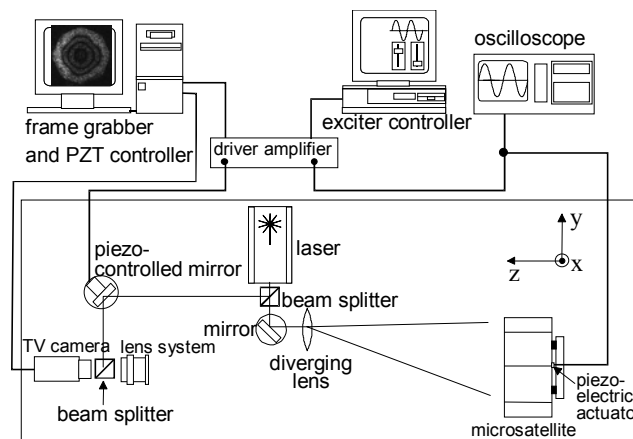 oscilloscope
frame grabber
and PZT controller
exciter controller
driver amplifier
piezo-
controlled mirror
laser
y
z
x
beam splitter
mirror
TV camera
lens system
diverging
lens
beam splitter
piezo-
electric
actuato
microsatellite